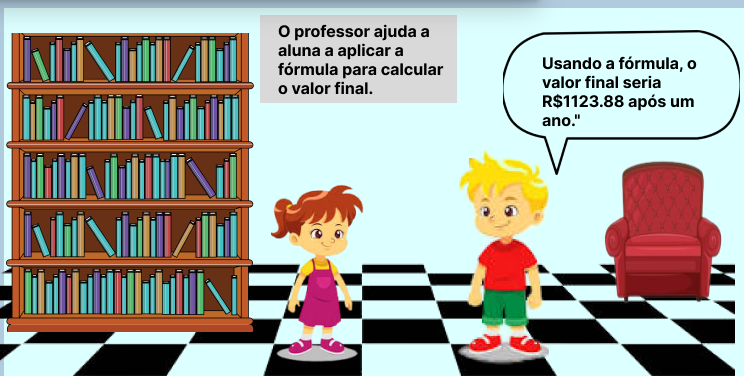 O professor ajuda a
aluna a aplicar a
fórmula para calcular
o valor final.
Usando a fórmula, o
valor final seria
R$1123.88 após um
ano."